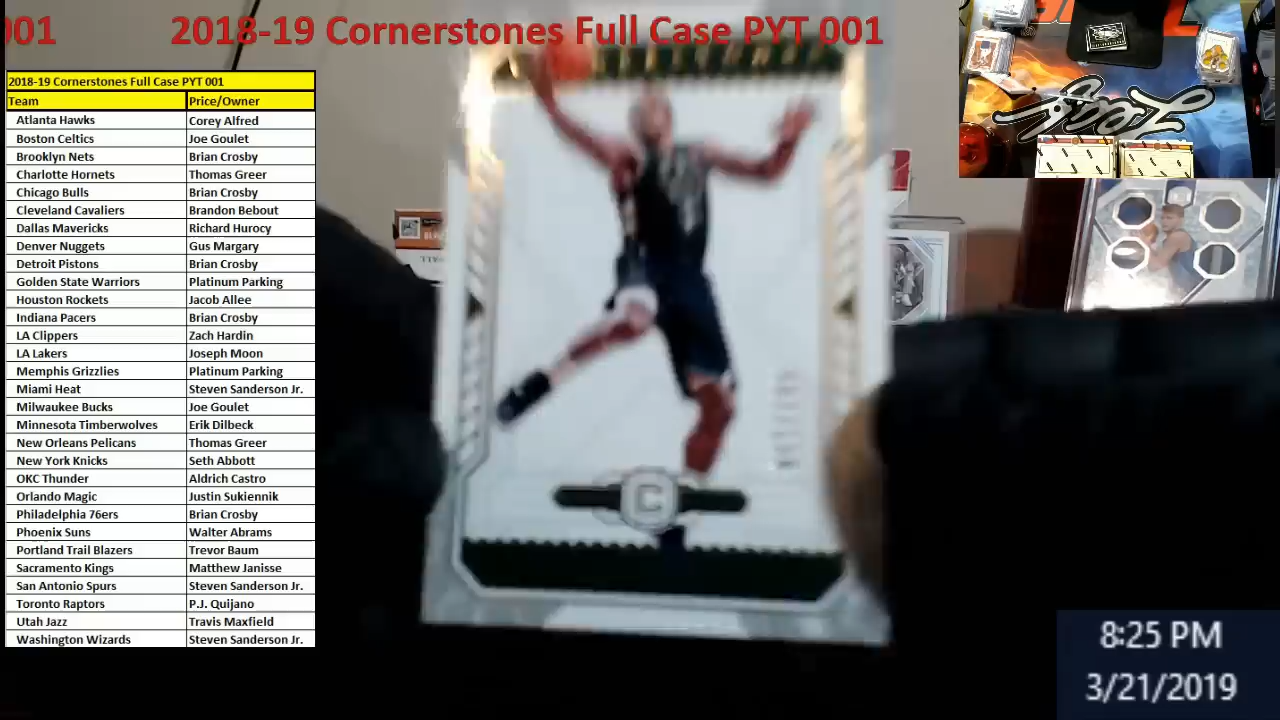 001 2018-19 Cornerstones Full Case PYT 001
2018-19 Cornerstones Full Case PYT 001
Team Price/Owner
Atlanta Hawks Corey Alfred
Boston Celtics Joe Goulet
Brooklyn Nets Brian Crosby
Charlotte Hornets Thomas Greer
Chicago Bulls Brian Crosby
Cleveland Cavaliers Brandon Bebout
Dallas Mavericks Richard Hurocy
Denver Nuggets Gus Margary
Detroit Pistons Brian Crosby
Golden State Warriors Platinum Parking
Houston Rockets Jacob Allee
Indiana Pacers Brian Crosby
LA Clippers Zach Hardin
LA Lakers Joseph Moon
Memphis Grizzlies Platinum Parking
Miami Heat Steven Sanderson Jr.
Milwaukee Bucks Joe Goulet
Minnesota Timberwolves Erik Dilbeck
New Orleans Pelicans Thomas Greer
New York Knicks Seth Abbott
OKC Thunder Aldrich Castro
Orlando Magic Justin Sukiennik
Philadelphia 76ers Brian Crosby
Phoenix Suns Walter Abrams
Portland Trail Blazers Trevor Baum
Sacramento Kings Matthew Janisse
San Antonio Spurs Steven Sanderson Jr.
Toronto Raptors P.J. Quijano
Utah Jazz Travis Maxfield
Washington Wizards Steven Sanderson Jr.
C
Leaf
8:25 PM
3/21/2019